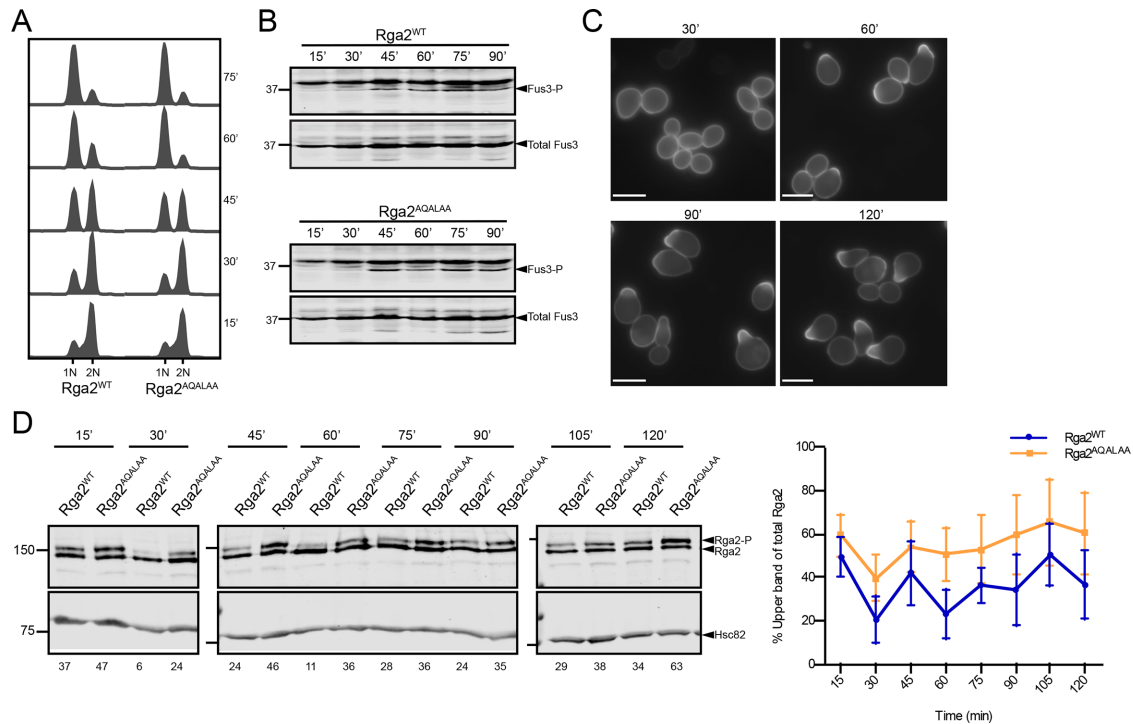 A
75'
60'
45'
30'
15'
1N 2N 1N 2N
Rga2WT Rga2AQALAA
B
Rga2WT
15' 30' 45' 60' 75' 90'
37
Fus3-P
37
Total Fus3
Rga2AQALAA
15' 30' 45' 60' 75' 90'
37
Fus3-P
37
Total Fus3
C
30' 60'
90' 120'
D
15' 30' 45' 60' 75' 90' 105' 120'
Rga2WT Rga2AQALAA Rga2WT Rga2AQALAA Rga2WT Rga2AQALAA Rga2WT Rga2AQALAA Rga2WT Rga2AQALAA Rga2WT Rga2AQALAA Rga2WT Rga2AQALAA Rga2WT Rga2AQALAA
150
Rga2-P
Rga2
75
Hsc82
37 47 6 24 24 46 11 36 28 36 24 35 29 38 34 63
Rga2WT
Rga2AQALAA
% Upper band of total Rga2
100
80
60
40
20
0
15 30 45 60 75 90 105 120
Time (min)